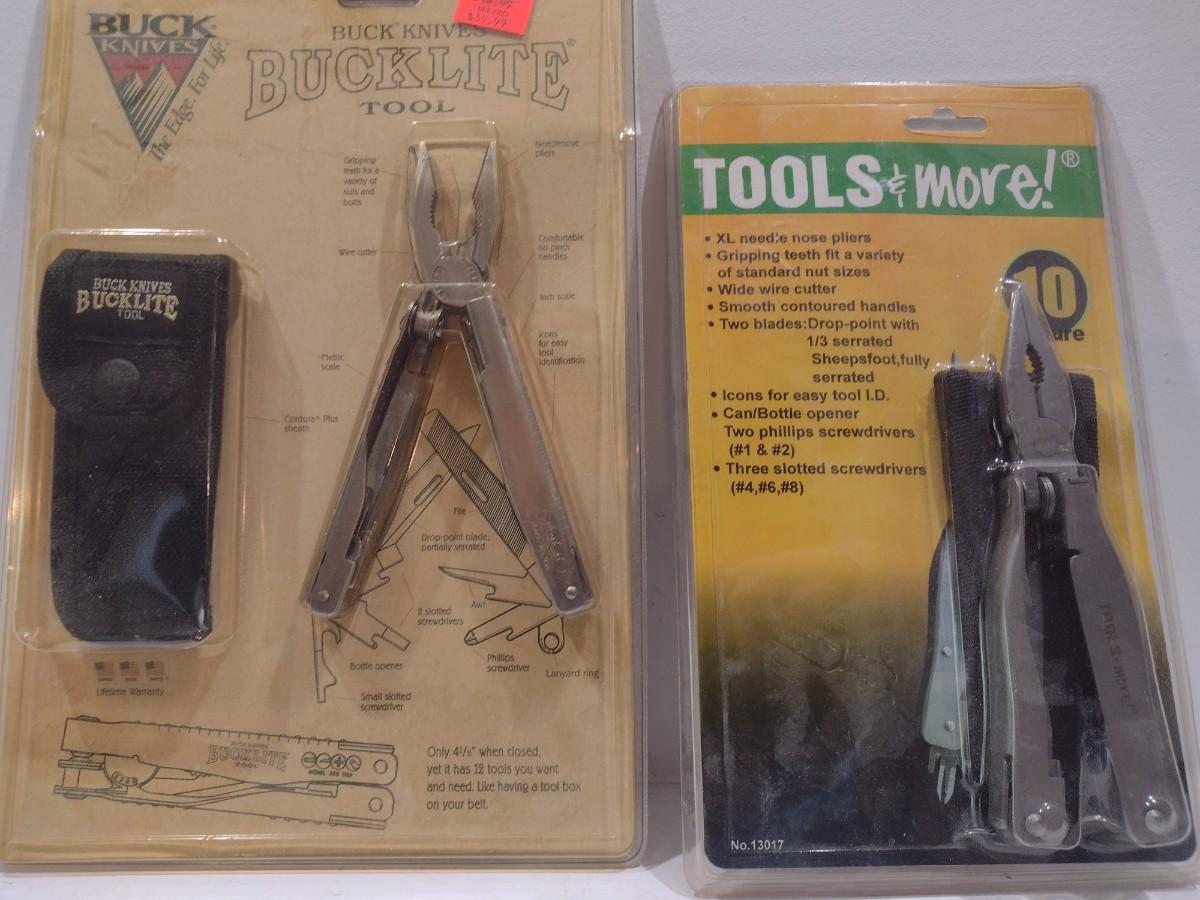 BUCK
KNIVES
The Edge. For Life.
$39.99
BUCK KNIVES
BUCKLITE®
TOOL
Needlenose
pliers
Gripping
teeth for a
variety of
nuts and
bolts
Wire cutter
Comfortable
no pinch
handles
Inch scale
Icons
for easy
tool
identification
Metric
scale
Cordura® Plus
sheath
BUCK KNIVES
BUCKLITE
TOOL
File
Drop-point blade,
partially serrated
Awl
2 slotted
screwdrivers
Phillips
screwdriver
Lanyard ring
Bottle opener
Small slotted
screwdriver
Lifetime Warranty
BUCK KNIVES
BUCKLITE
TOOL
Only 4¹/₈" when closed,
yet it has 12 tools you want
and need. Like having a tool box
on your belt.
TOOLS & more!®
• XL needle nose pliers
• Gripping teeth fit a variety
of standard nut sizes
• Wide wire cutter
• Smooth contoured handles
• Two blades:Drop-point with
1/3 serrated
Sheepsfoot,fully
serrated
• Icons for easy tool I.D.
• Can/Bottle opener
Two phillips screwdrivers
(#1 & #2)
• Three slotted screwdrivers
(#4,#6,#8)
10
TOOLS & more!
No.13017